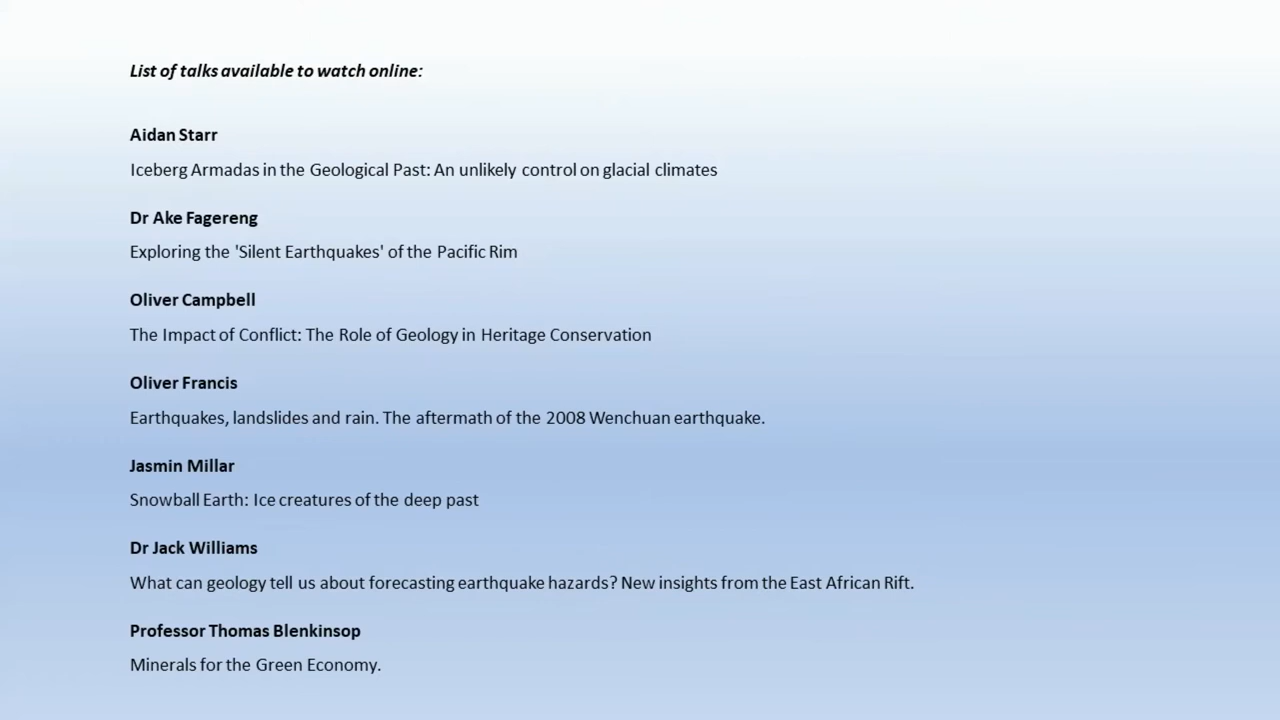 List of talks available to watch online:
Aidan Starr
Iceberg Armadas in the Geological Past: An unlikely control on glacial climates
Dr Ake Fagereng
Exploring the 'Silent Earthquakes' of the Pacific Rim
Oliver Campbell
The Impact of Conflict: The Role of Geology in Heritage Conservation
Oliver Francis
Earthquakes, landslides and rain. The aftermath of the 2008 Wenchuan earthquake.
Jasmin Millar
Snowball Earth: Ice creatures of the deep past
Dr Jack Williams
What can geology tell us about forecasting earthquake hazards? New insights from the East African Rift.
Professor Thomas Blenkinsop
Minerals for the Green Economy.